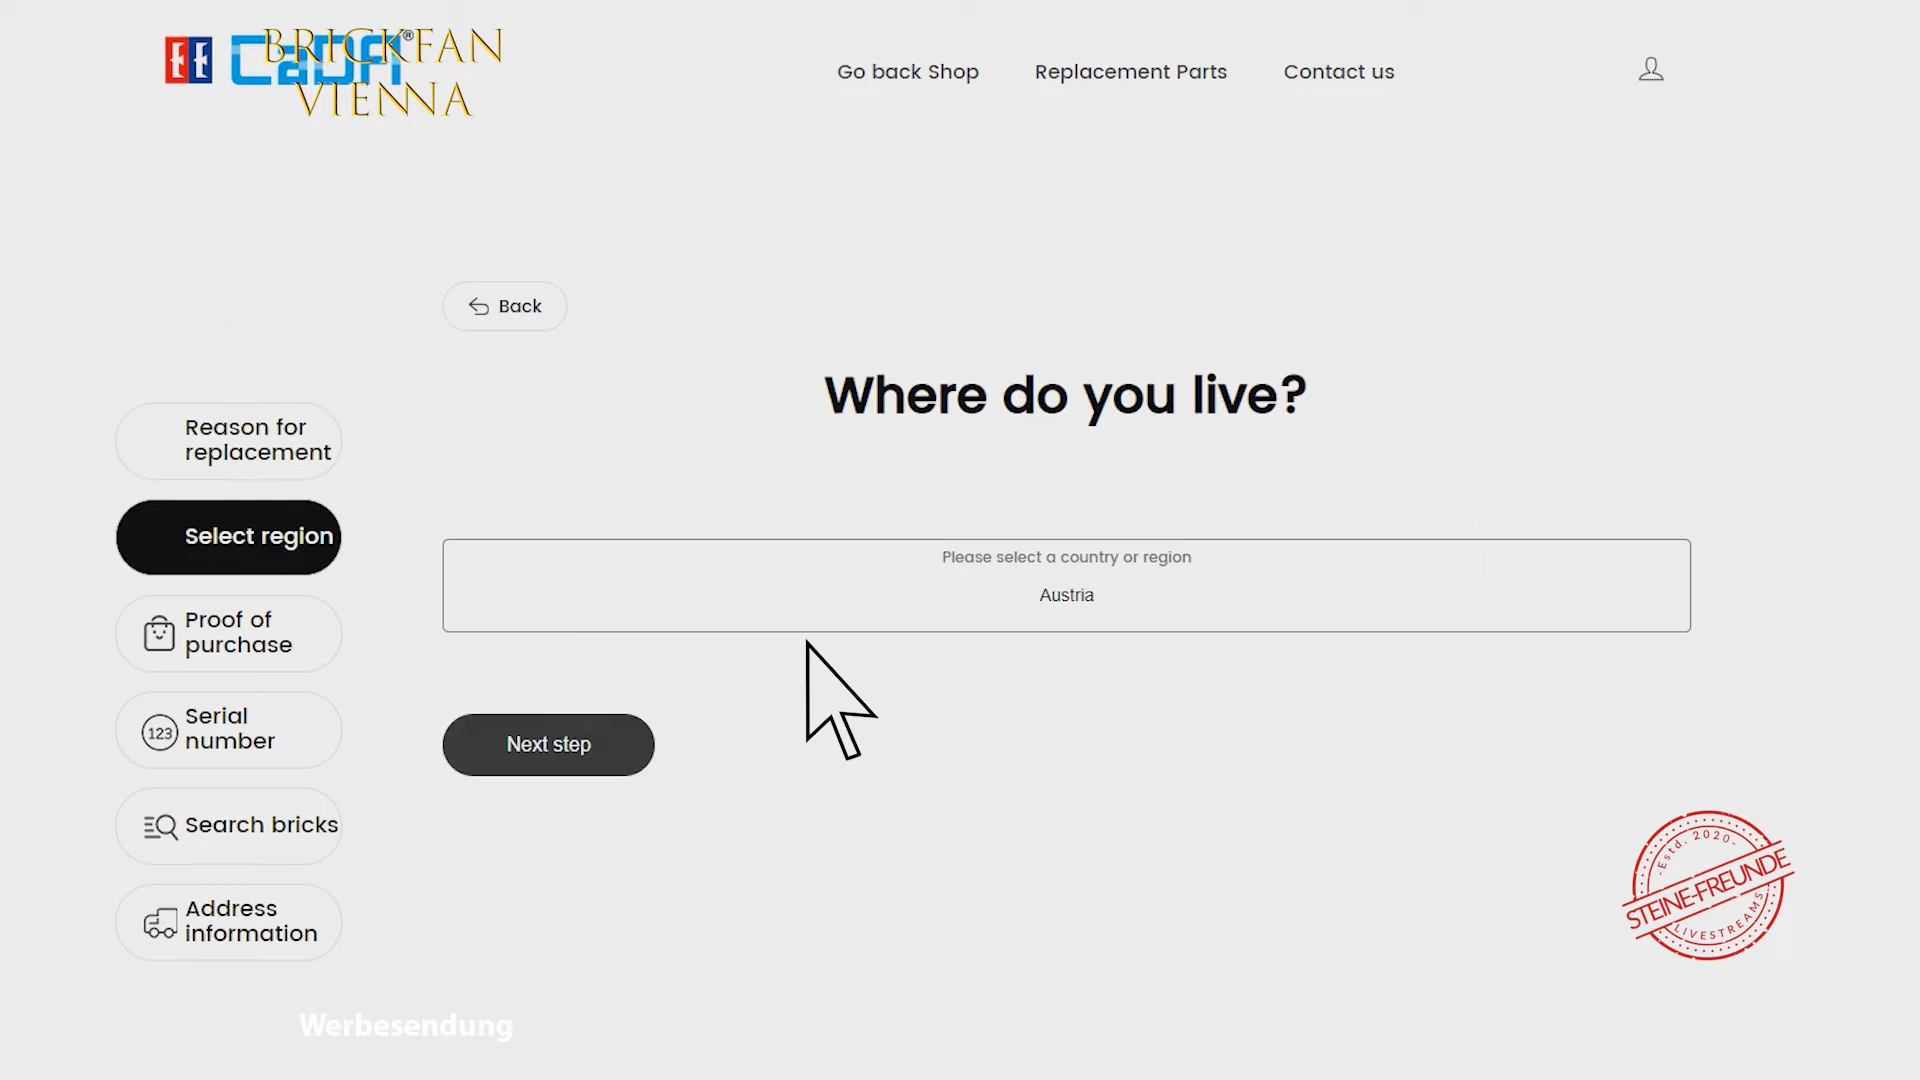 CaDA®
BRICKFAN
VIENNA
Go back Shop
Replacement Parts
Contact us
Back
Where do you live?
Reason for
replacement
Select region
Proof of
purchase
123
Serial
number
Search bricks
Address
information
Please select a country or region
Austria
Next step
-Estd. 2020-
STEINE-FREUNDE
LIVESTREAMS
Werbesendung